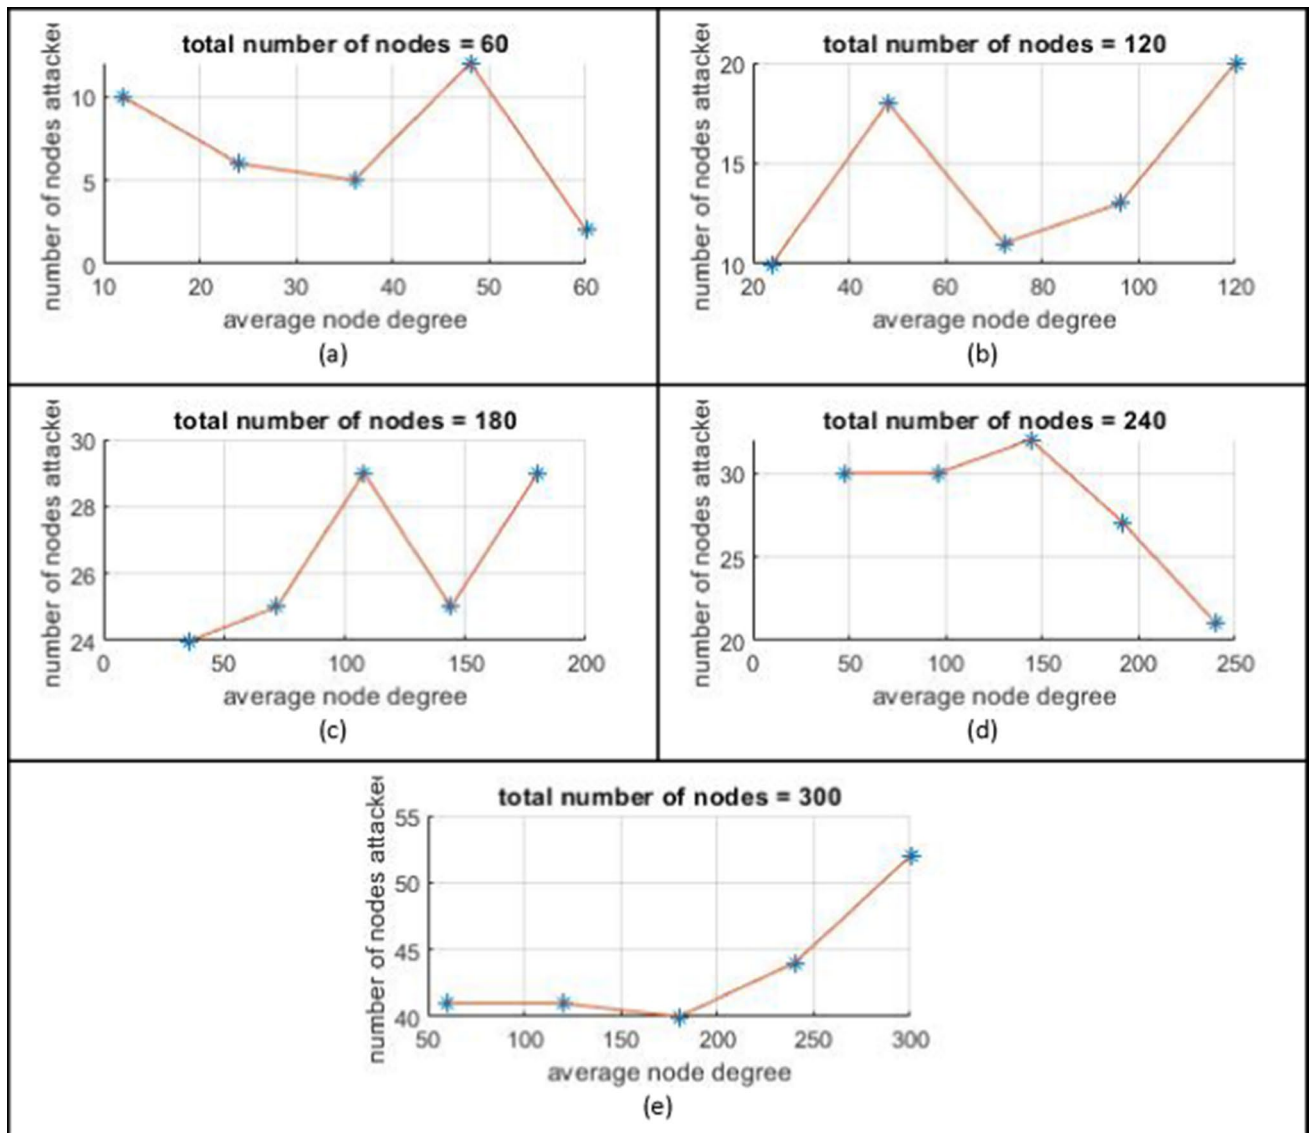 total number of nodes = 60
number of nodes attacked
10
5
0
10 20 30 40 50 60
average node degree
(a)
total number of nodes = 120
number of nodes attacked
20
15
10
20 40 60 80 100 120
average node degree
(b)
total number of nodes = 180
number of nodes attacked
30
28
26
24
0 50 100 150 200
average node degree
(c)
total number of nodes = 240
number of nodes attacked
30
25
20
0 50 100 150 200 250
average node degree
(d)
total number of nodes = 300
number of nodes attacked
55
50
45
40
50 100 150 200 250 300
average node degree
(e)